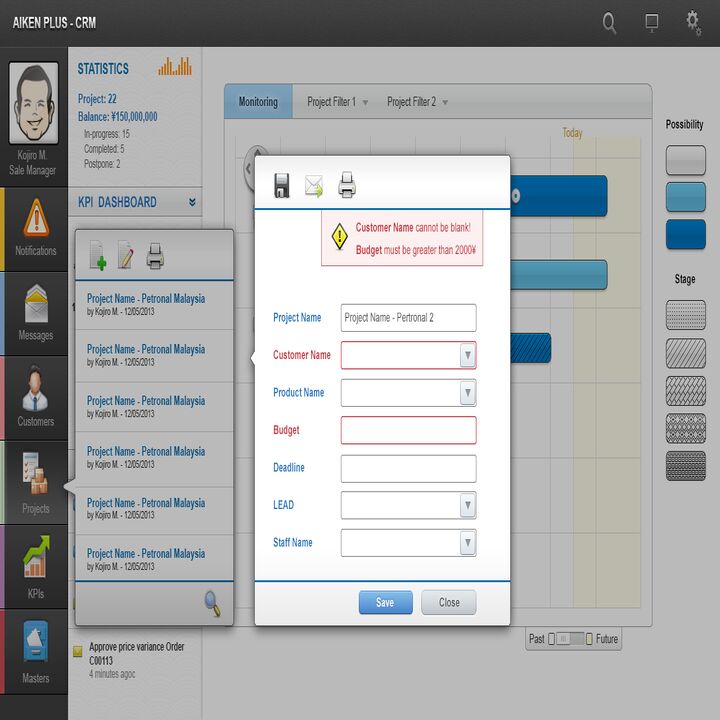 AIKEN PLUS - CRM
Kojiro M.
Sale Manager
Notifications
Messages
Customers
Projects
KPIs
Masters
STATISTICS
Project: 22
Balance: ¥150,000,000
In-progress: 15
Completed: 5
Postpone: 2
KPI DASHBOARD
Project Name - Petronal Malaysia
by Kojiro M. - 12/05/2013
Project Name - Petronal Malaysia
by Kojiro M. - 12/05/2013
Project Name - Petronal Malaysia
by Kojiro M. - 12/05/2013
Project Name - Petronal Malaysia
by Kojiro M. - 12/05/2013
Project Name - Petronal Malaysia
by Kojiro M. - 12/05/2013
Project Name - Petronal Malaysia
by Kojiro M. - 12/05/2013
Approve price variance Order
C00113
4 minutes agoc
Monitoring
Project Filter 1
Project Filter 2
Today
Customer Name cannot be blank!
Budget must be greater than 2000¥
Project Name
Project Name - Pertronal 2
Customer Name
Product Name
Budget
Deadline
LEAD
Staff Name
Save
Close
Past
Future
Possibility
Stage